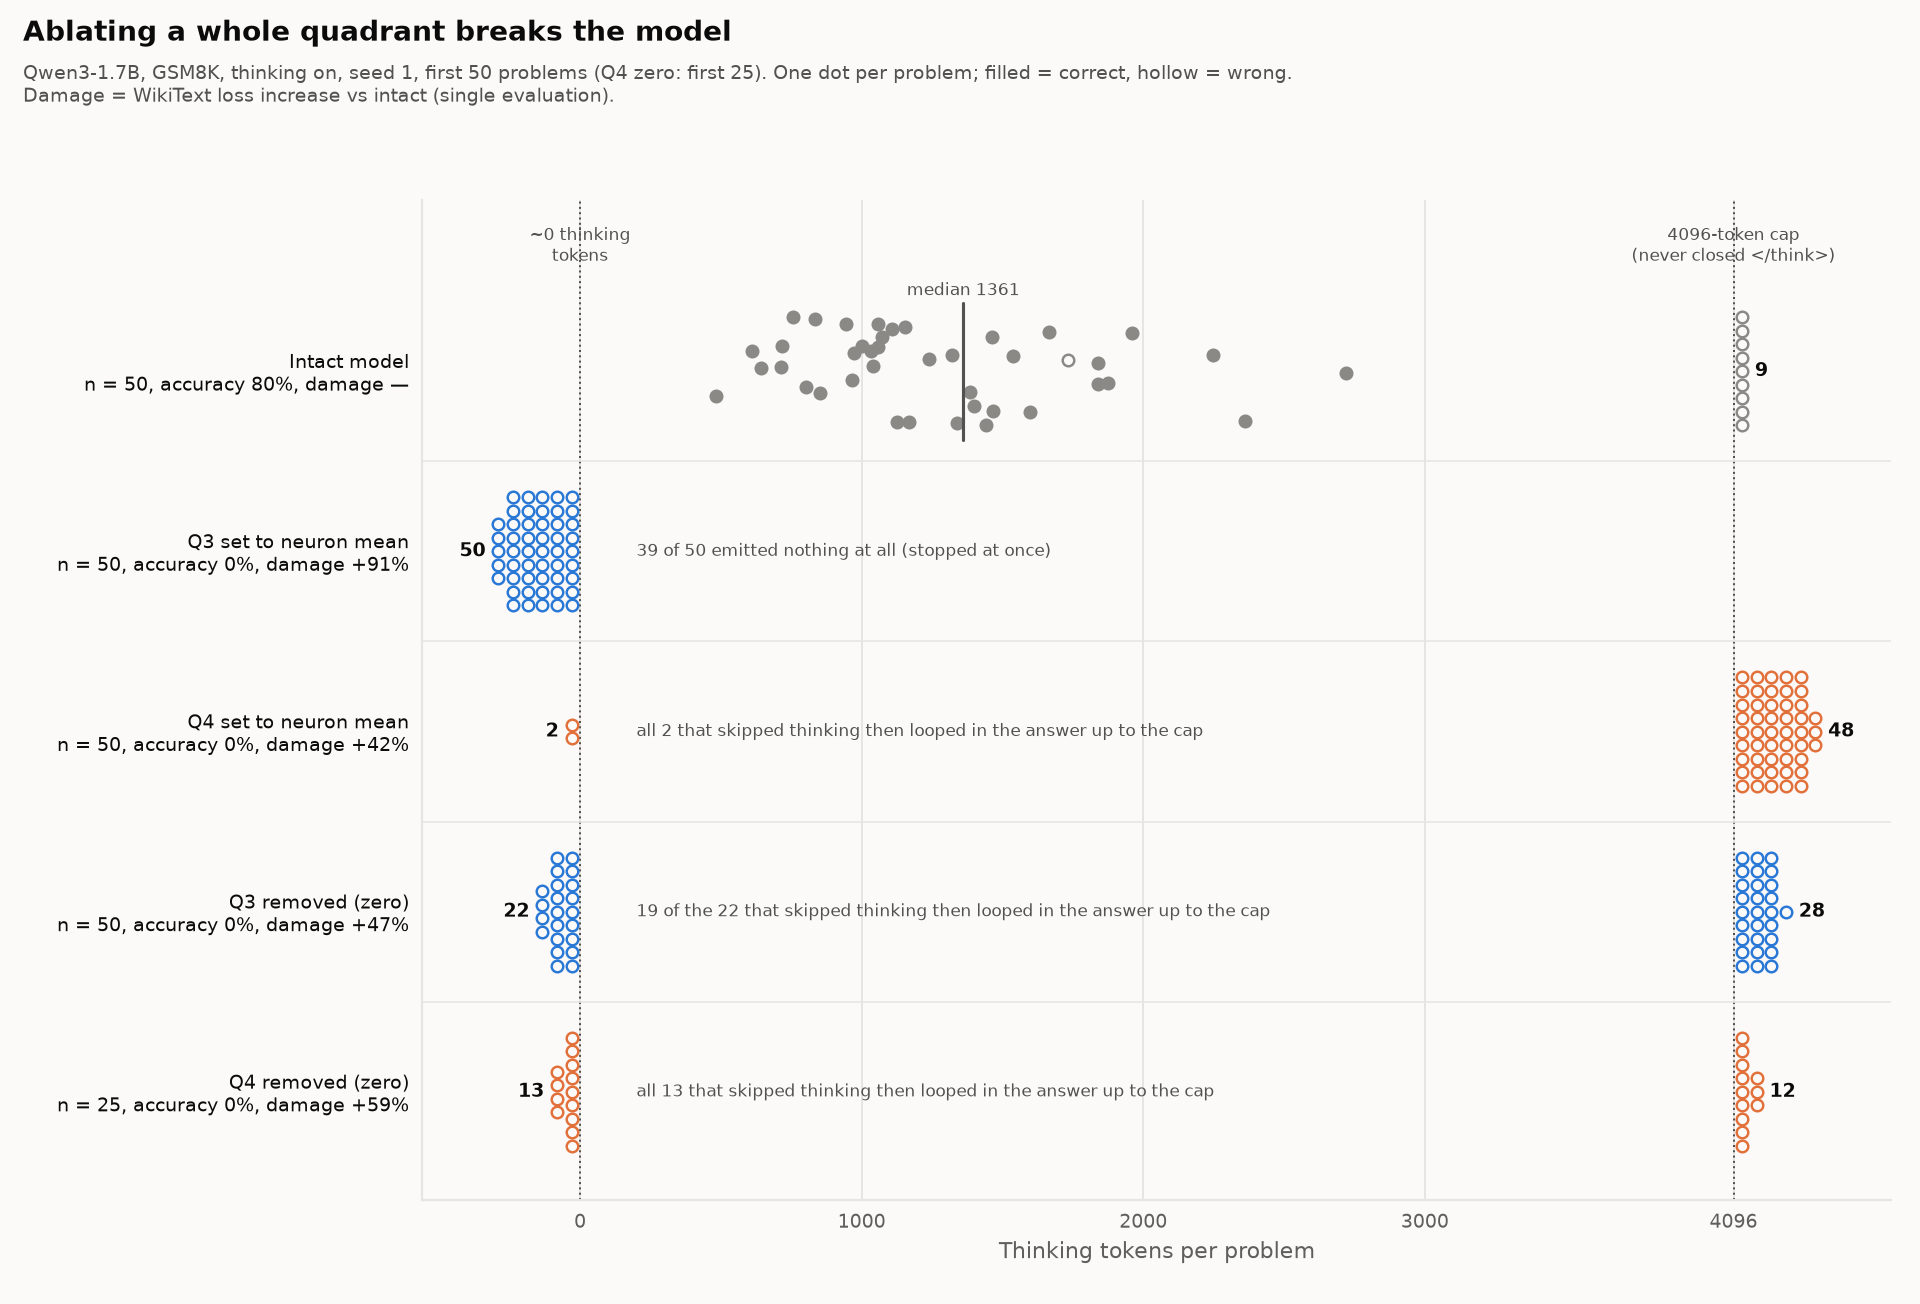 Ablating a whole quadrant breaks the model
Qwen3-1.7B, GSM8K, thinking on, seed 1, first 50 problems (Q4 zero: first 25). One dot per problem; filled = correct, hollow = wrong.
Damage = WikiText loss increase vs intact (single evaluation).
~0 thinking
tokens
4096-token cap
(never closed </think>)
median 1361
Intact model
n = 50, accuracy 80%, damage —
9
Q3 set to neuron mean
n = 50, accuracy 0%, damage +91%
50
39 of 50 emitted nothing at all (stopped at once)
Q4 set to neuron mean
n = 50, accuracy 0%, damage +42%
2
all 2 that skipped thinking then looped in the answer up to the cap
48
Q3 removed (zero)
n = 50, accuracy 0%, damage +47%
22
19 of the 22 that skipped thinking then looped in the answer up to the cap
28
Q4 removed (zero)
n = 25, accuracy 0%, damage +59%
13
all 13 that skipped thinking then looped in the answer up to the cap
12
0
1000
2000
3000
4096
Thinking tokens per problem